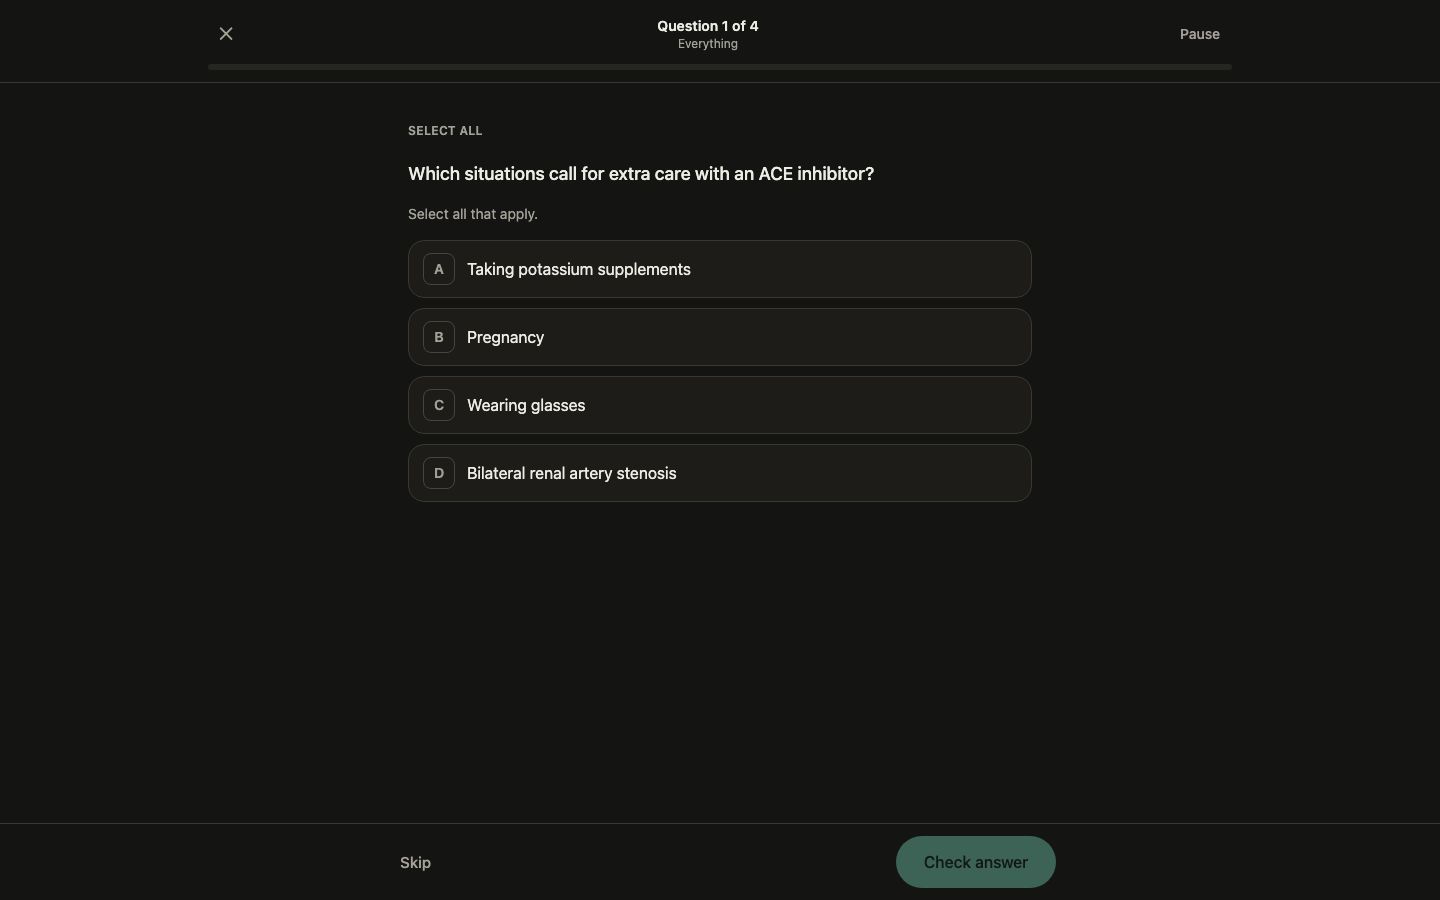 Question 1 of 4
Everything
Pause
SELECT ALL
Which situations call for extra care with an ACE inhibitor?
Select all that apply.
A Taking potassium supplements
B Pregnancy
C Wearing glasses
D Bilateral renal artery stenosis
Skip
Check answer